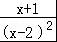 x+1
(x-2)²